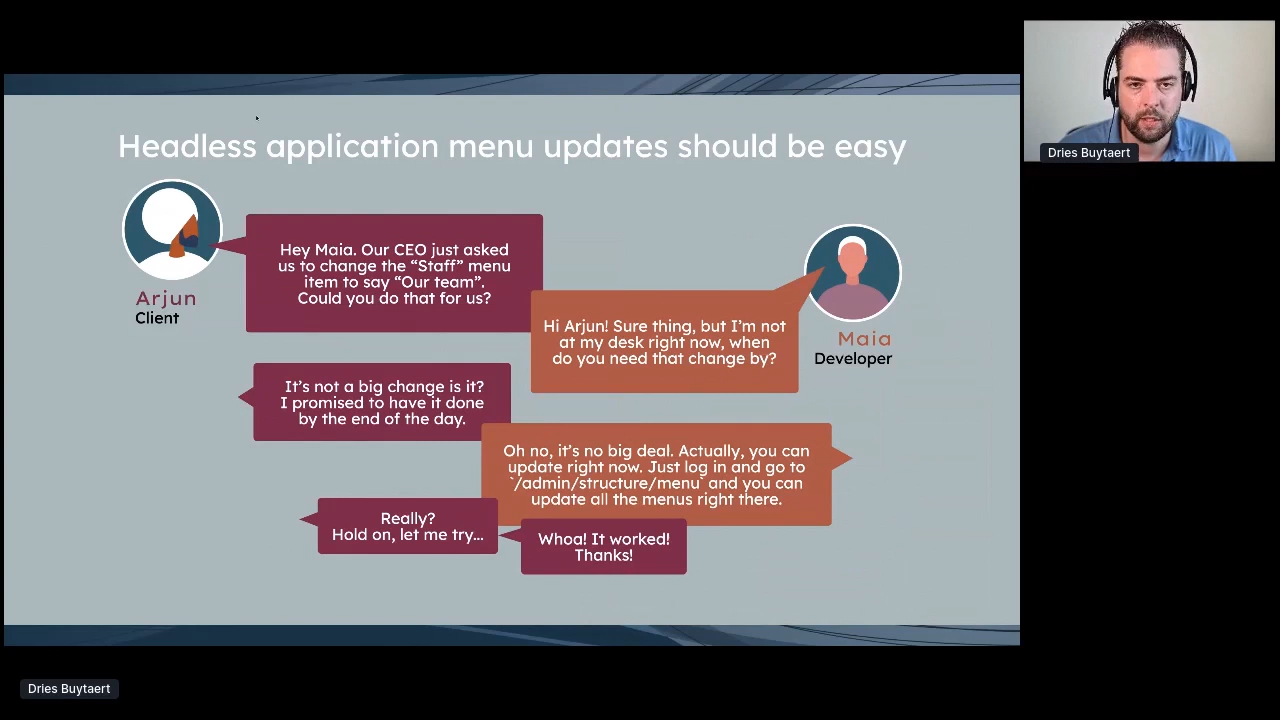 Dries Buytaert
Headless application menu updates should be easy
Hey Maia. Our CEO just asked
us to change the “Staff” menu
item to say “Our team”.
Could you do that for us?
Arjun
Client
Hi Arjun! Sure thing, but I’m not
at my desk right now, when
do you need that change by?
Maia
Developer
It’s not a big change is it?
I promised to have it done
by the end of the day.
Oh no, it’s no big deal. Actually, you can
update right now. Just log in and go to
`/admin/structure/menu` and you can
update all the menus right there.
Really?
Hold on, let me try...
Whoa! It worked!
Thanks!
Dries Buytaert